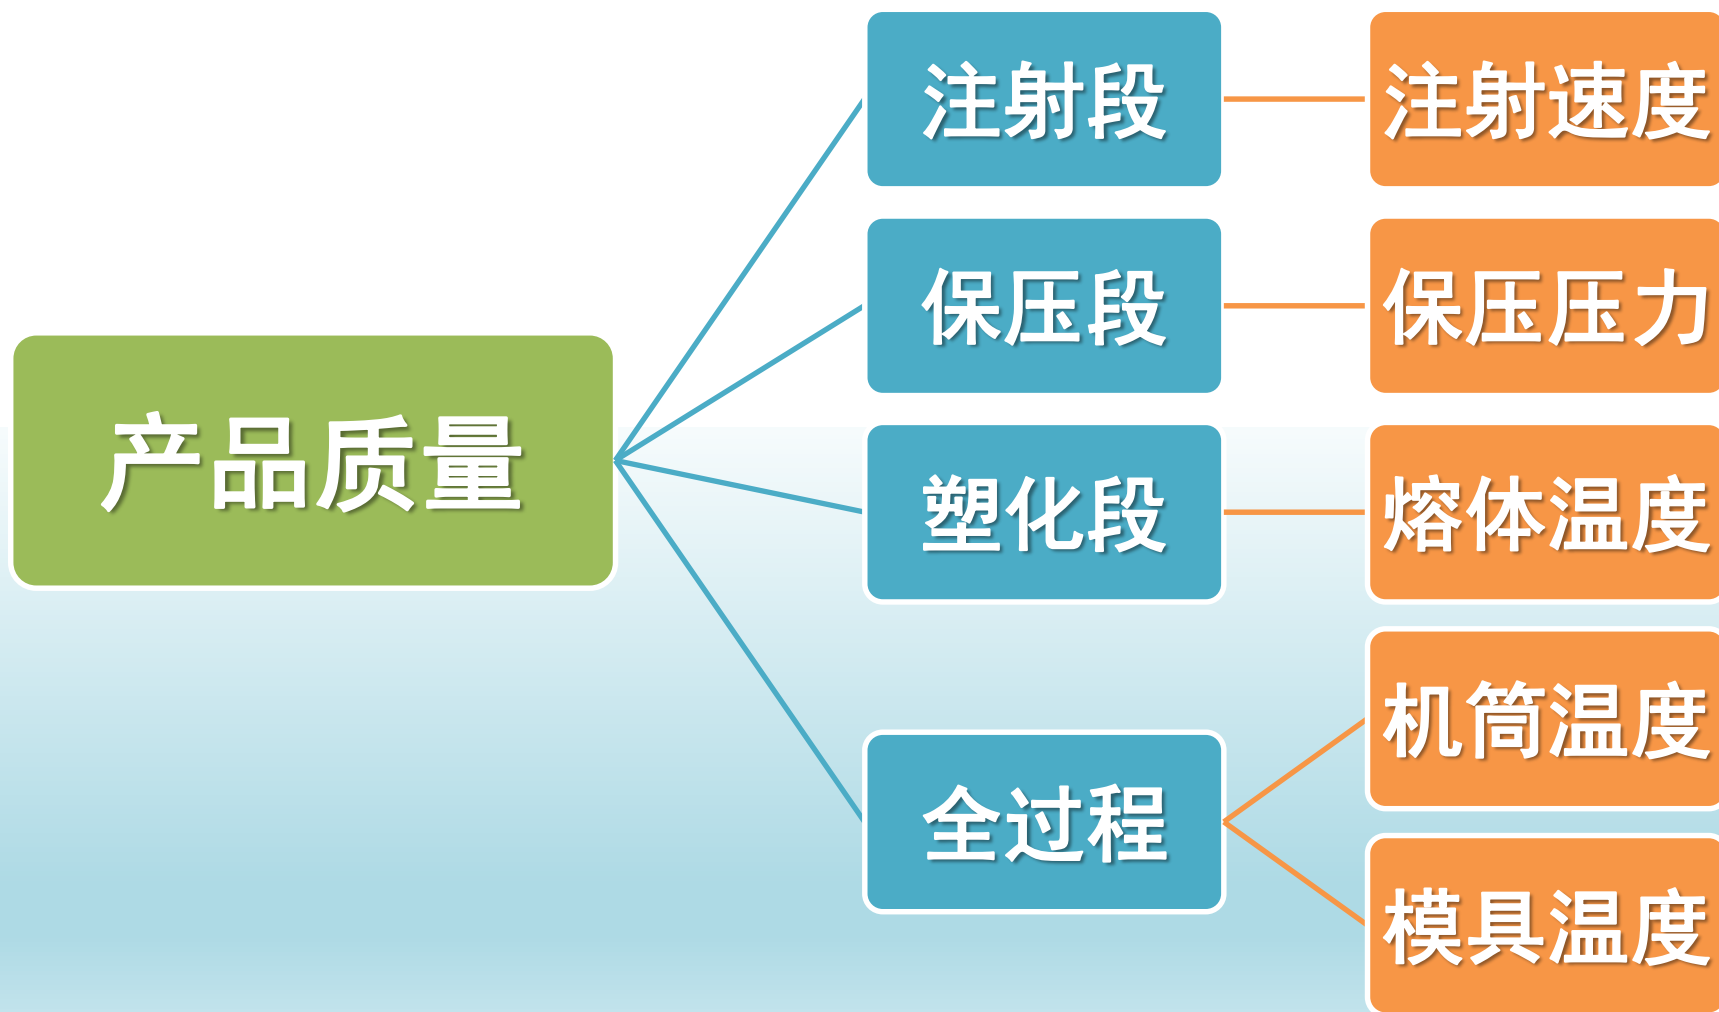 注射段
注射速度
保压段
保压压力
产品质量
塑化段
熔体温度
机筒温度
全过程
模具温度